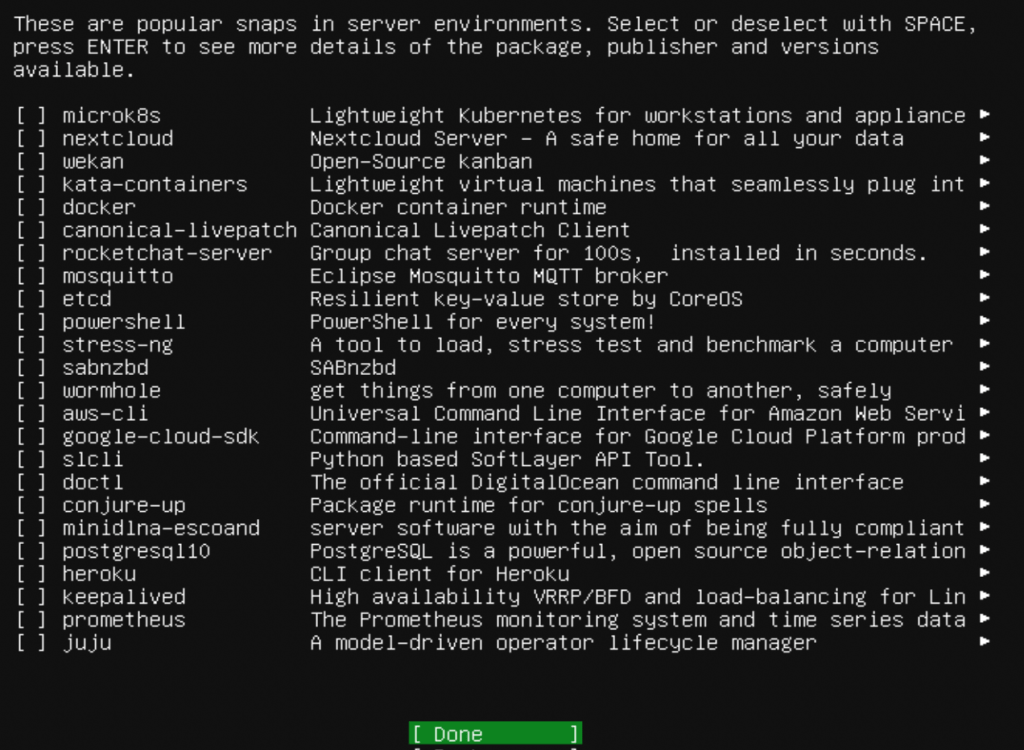 These are popular snaps in server environments. Select or deselect with SPACE,
press ENTER to see more details of the package, publisher and versions
available.
[ ] microk8s Lightweight Kubernetes for workstations and appliance ▸
[ ] nextcloud Nextcloud Server - A safe home for all your data ▸
[ ] wekan Open-Source kanban ▸
[ ] kata-containers Lightweight virtual machines that seamlessly plug int ▸
[ ] docker Docker container runtime ▸
[ ] canonical-livepatch Canonical Livepatch Client ▸
[ ] rocketchat-server Group chat server for 100s, installed in seconds. ▸
[ ] mosquitto Eclipse Mosquitto MQTT broker ▸
[ ] etcd Resilient key-value store by CoreOS ▸
[ ] powershell PowerShell for every system! ▸
[ ] stress-ng A tool to load, stress test and benchmark a computer ▸
[ ] sabnzbd SABnzbd ▸
[ ] wormhole get things from one computer to another, safely ▸
[ ] aws-cli Universal Command Line Interface for Amazon Web Servi ▸
[ ] google-cloud-sdk Command-line interface for Google Cloud Platform prod ▸
[ ] slcli Python based SoftLayer API Tool. ▸
[ ] doctl The official DigitalOcean command line interface ▸
[ ] conjure-up Package runtime for conjure-up spells ▸
[ ] minidlna-escoand server software with the aim of being fully compliant ▸
[ ] postgresql10 PostgreSQL is a powerful, open source object-relation ▸
[ ] heroku CLI client for Heroku ▸
[ ] keepalived High availability VRRP/BFD and load-balancing for Lin ▸
[ ] prometheus The Prometheus monitoring system and time series data ▸
[ ] juju A model-driven operator lifecycle manager ▸
[ Done ]